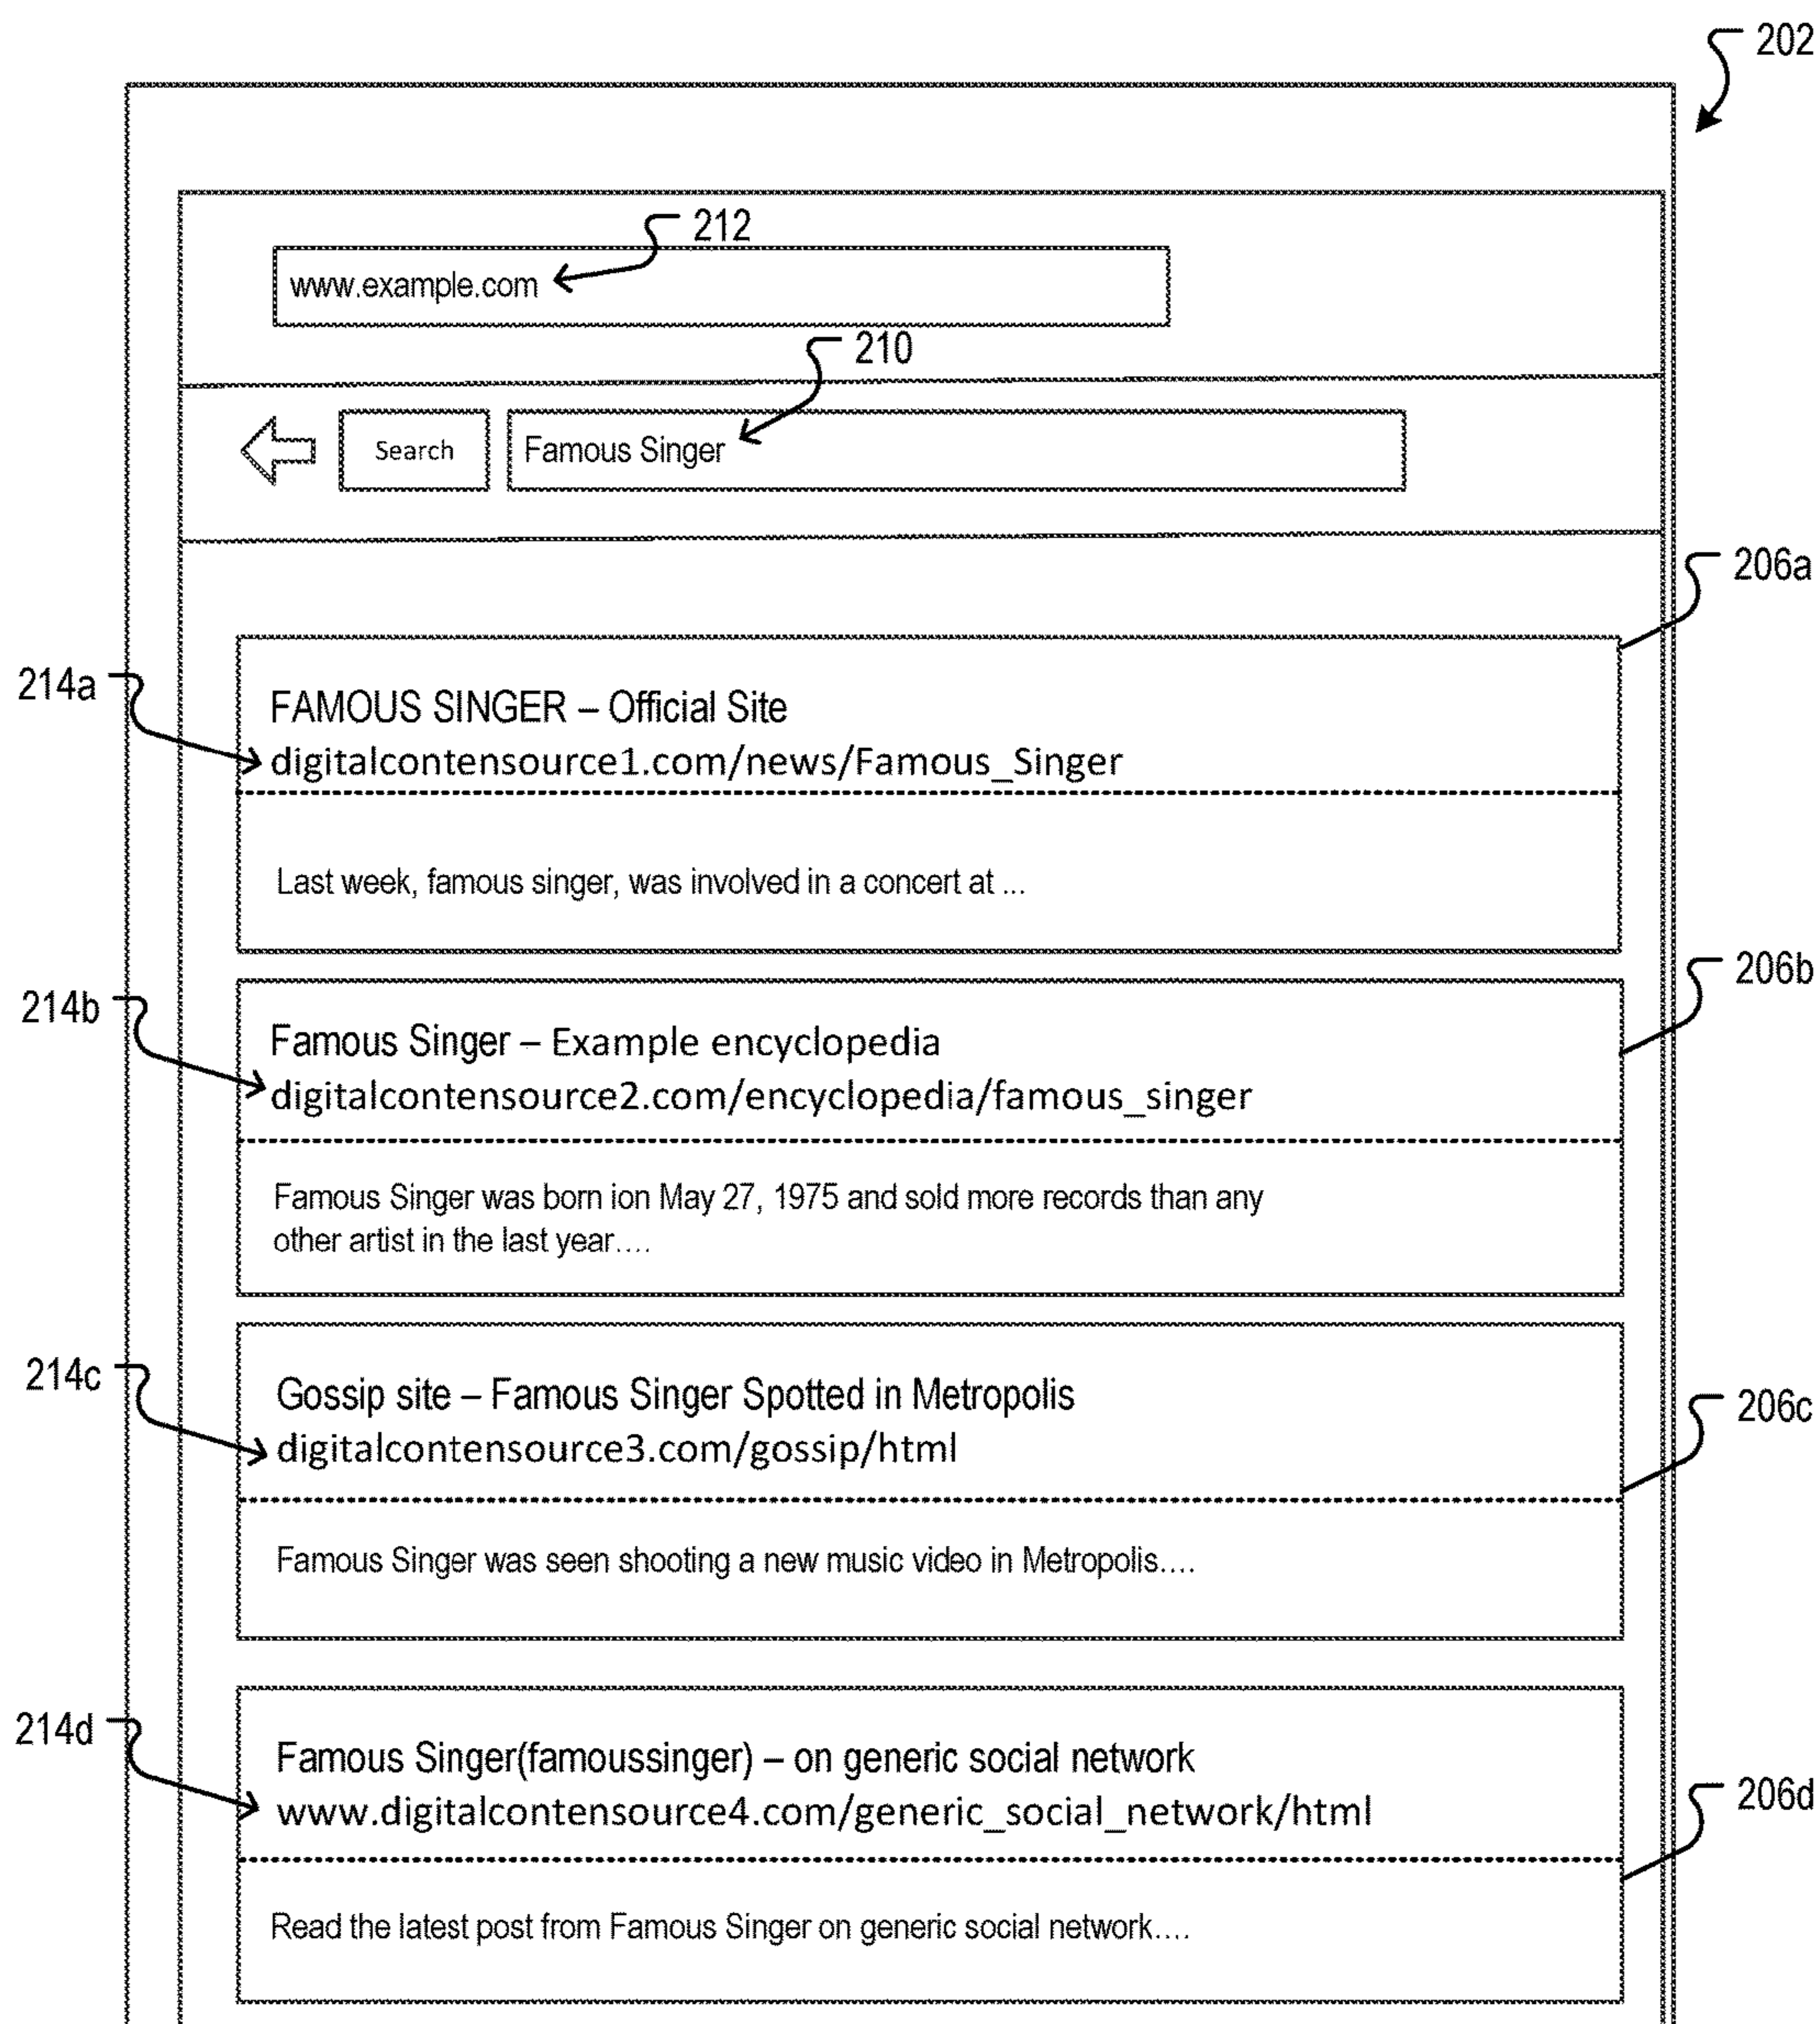 202
212
www.example.com
210
Search
Famous Singer
206a
214a
FAMOUS SINGER – Official Site
digitalcontensource1.com/news/Famous_Singer
Last week, famous singer, was involved in a concert at ...
206b
214b
Famous Singer – Example encyclopedia
digitalcontensource2.com/encyclopedia/famous_singer
Famous Singer was born ion May 27, 1975 and sold more records than any
other artist in the last year....
214c
Gossip site – Famous Singer Spotted in Metropolis
206c
digitalcontensource3.com/gossip/html
Famous Singer was seen shooting a new music video in Metropolis....
214d
Famous Singer(famoussinger) – on generic social network
206d
www.digitalcontensource4.com/generic_social_network/html
Read the latest post from Famous Singer on generic social network....